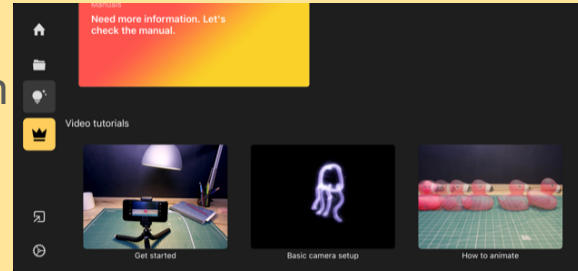 Manuals
Need more information. Let's
check the manual.
n
Video tutorials
Get started
Basic camera setup
How to animate